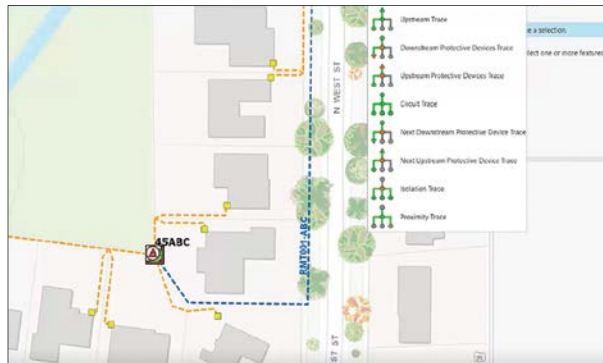 Upstream Trace
e a selection.
Downstream Protective Devices Trace
lect one or more features
Upstream Protective Devices Trace
Circuit Trace
Next Downstream Protective Device Trace
Next Upstream Protective Device Trace
Isolation Trace
Proximity Trace
N WEST ST
45ABC
RMT001-ABC
EST ST